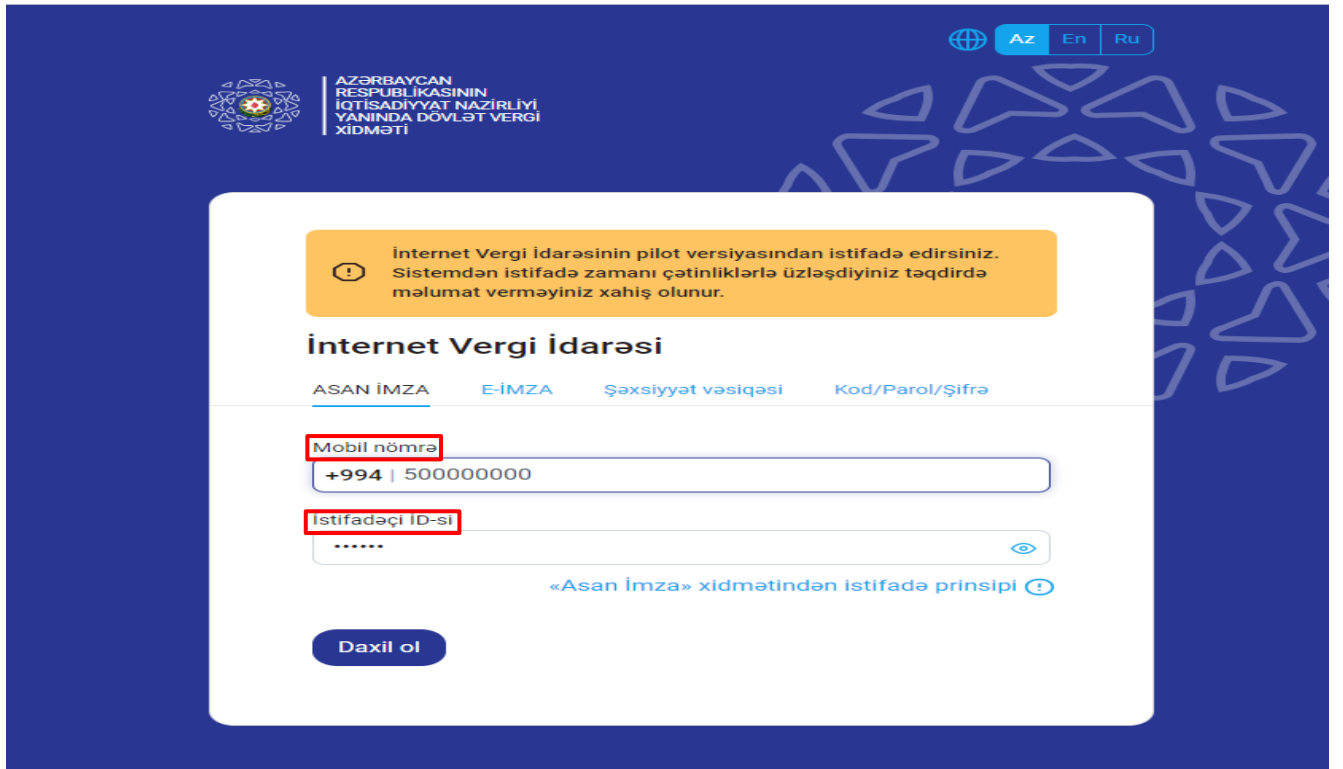 Az En Ru
AZƏRBAYCAN
RESPUBLİKASININ
İQTİSADİYYAT NAZİRLİYİ
YANINDA DÖVLƏT VERGİ
XİDMƏTİ
İnternet Vergi İdarəsinin pilot versiyasından istifadə edirsiniz.
Sistemdən istifadə zamanı çətinliklərlə üzləşdiyiniz təqdirdə
məlumat verməyiniz xahiş olunur.
İnternet Vergi İdarəsi
ASAN İMZA E-İMZA Şəxsiyyət vəsiqəsi Kod/Parol/Şifrə
Mobil nömrə
+994 | 500000000
İstifadəçi İD-si
••••••
«Asan İmza» xidmətindən istifadə prinsipi
Daxil ol